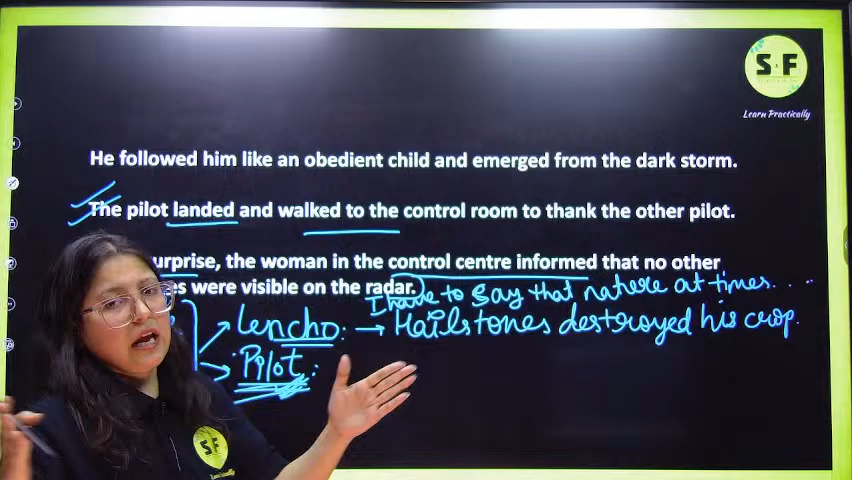 S F
Learn Practically
He followed him like an obedient child and emerged from the dark storm.
The pilot landed and walked to the control room to thank the other pilot.
surprise, the woman in the control centre informed that no other
were visible on the radar.
I have to say that nature at times....
Lencho: → Hailstones destroyed his crop.
Pilot:
S F